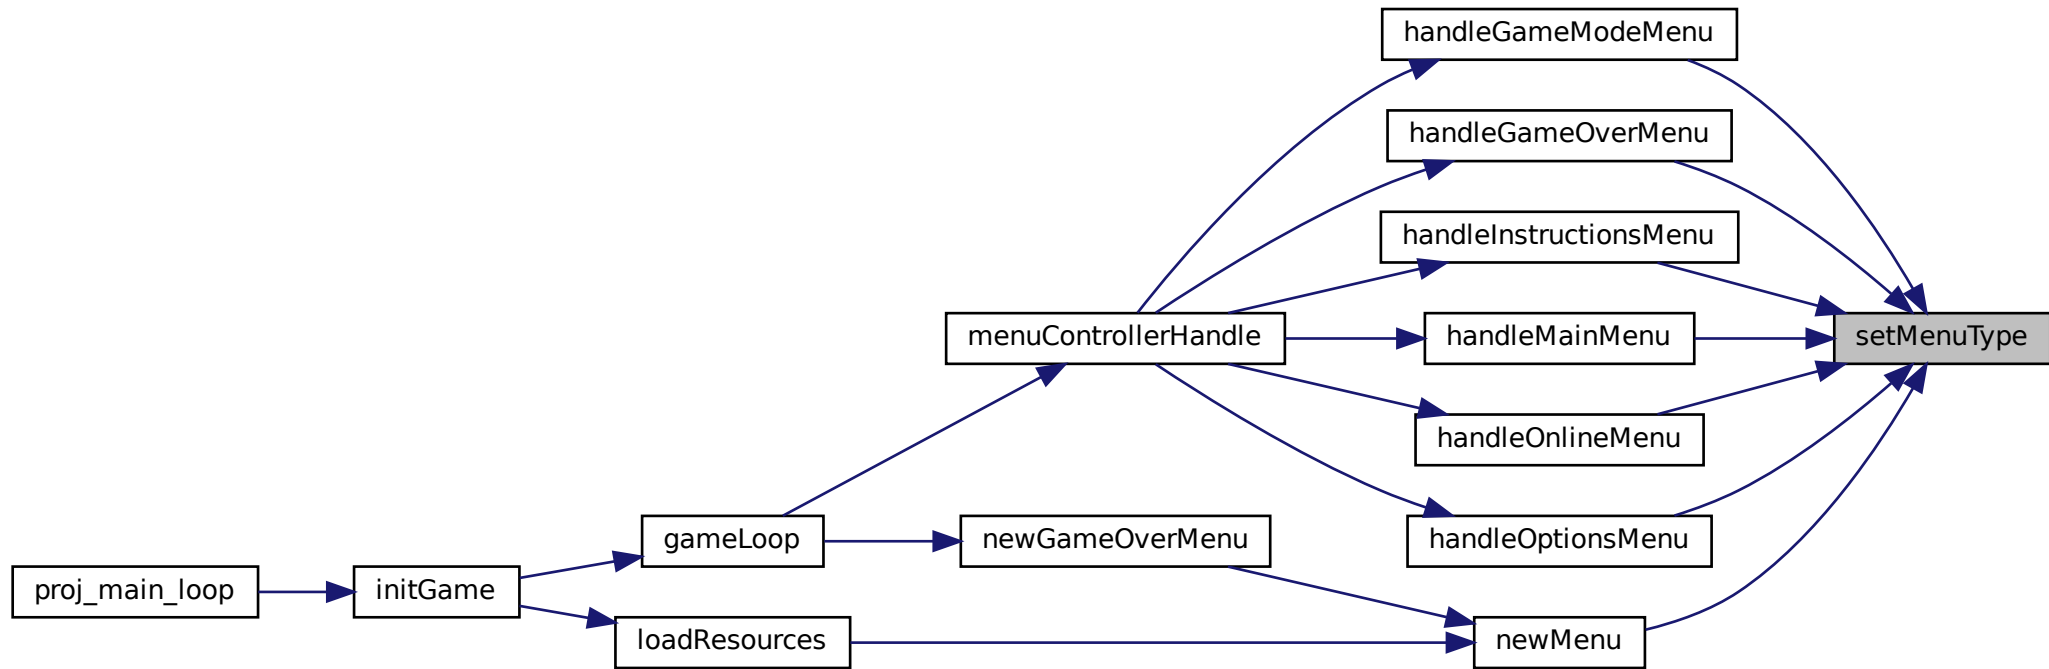 handleGameModeMenu
handleGameOverMenu
handleInstructionsMenu
menuControllerHandle
handleMainMenu
setMenuType
handleOnlineMenu
gameLoop
newGameOverMenu
handleOptionsMenu
proj_main_loop
initGame
loadResources
newMenu